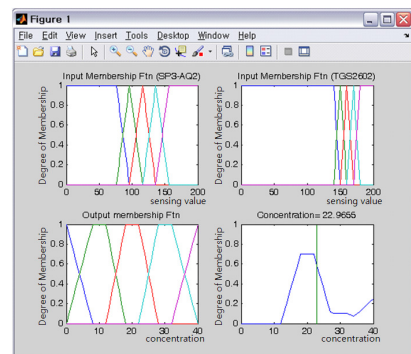 Figure 1
File Edit View Insert Tools Desktop Window Help
Input Membership Ftn (SP3-AQ2)
Degree of Membership
1
0.8
0.6
0.4
0.2
0
0 50 100 150 200
sensing value
Input Membership Ftn (TGS2602)
Degree of Membership
1
0.8
0.6
0.4
0.2
0
0 50 100 150 200
sensing value
Output membership Ftn
Degree of Membership
1
0.8
0.6
0.4
0.2
0
0 10 20 30 40
concentration
Concentration= 22.9655
Degree of Membership
1
0.8
0.6
0.4
0.2
0
0 10 20 30 40
concentration